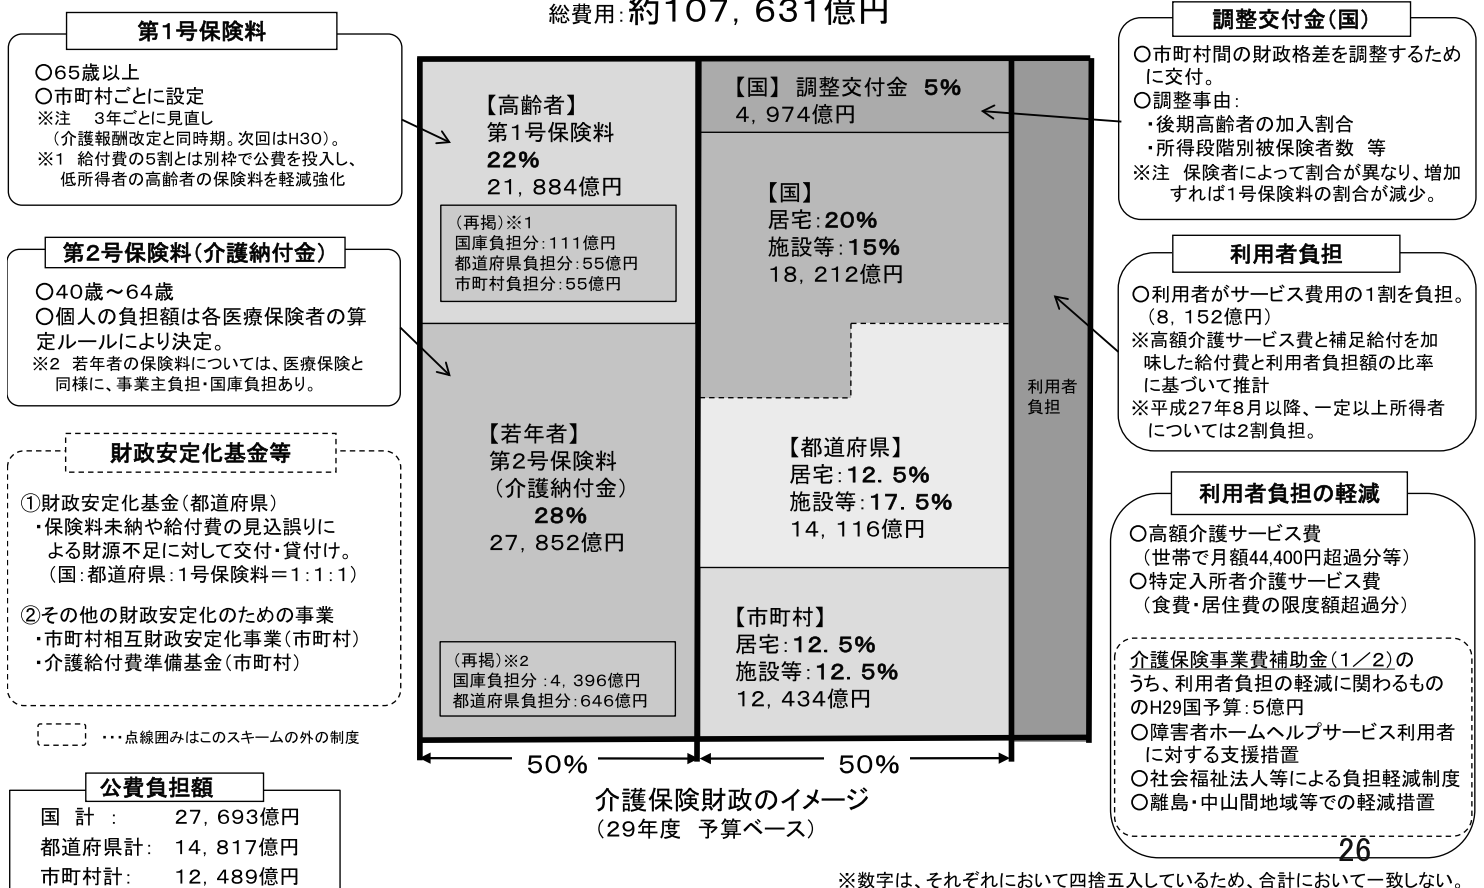 総費用:約107,631億円
第1号保険料
○65歳以上
○市町村ごとに設定
※注　3年ごとに見直し
（介護報酬改定と同時期。次回はH30）。
※1　給付費の5割とは別枠で公費を投入し、
低所得者の高齢者の保険料を軽減強化
第2号保険料（介護納付金）
○40歳～64歳
○個人の負担額は各医療保険者の算
定ルールにより決定。
※2　若年者の保険料については、医療保険と
同様に、事業主負担・国庫負担あり。
財政安定化基金等
①財政安定化基金（都道府県）
・保険料未納や給付費の見込誤りに
よる財源不足に対して交付・貸付け。
（国：都道府県：1号保険料＝1：1：1）
②その他の財政安定化のための事業
・市町村相互財政安定化事業（市町村）
・介護給付費準備基金（市町村）
・・・点線囲みはこのスキームの外の制度
公費負担額
国　計　：　27,693億円
都道府県計：　14,817億円
市町村計：　12,489億円
【高齢者】
第1号保険料
22%
21,884億円
（再掲）※1
国庫負担分：111億円
都道府県負担分：55億円
市町村負担分：55億円
【若年者】
第2号保険料
（介護納付金）
28%
27,852億円
（再掲）※2
国庫負担分：4,396億円
都道府県負担分：646億円
【国】 調整交付金　5%
4,974億円
【国】
居宅：20%
施設等：15%
18,212億円
【都道府県】
居宅：12.5%
施設等：17.5%
14,116億円
【市町村】
居宅：12.5%
施設等：12.5%
12,434億円
利用者
負担
50%
50%
介護保険財政のイメージ
（29年度　予算ベース）
調整交付金（国）
○市町村間の財政格差を調整するため
に交付。
○調整事由：
・後期高齢者の加入割合
・所得段階別被保険者数　等
※注　保険者によって割合が異なり、増加
すれば1号保険料の割合が減少。
利用者負担
○利用者がサービス費用の1割を負担。
（8,152億円）
※高額介護サービス費と補足給付を加
味した給付費と利用者負担額の比率
に基づいて推計
※平成27年8月以降、一定以上所得者
については2割負担。
利用者負担の軽減
○高額介護サービス費
（世帯で月額44,400円超過分等）
○特定入所者介護サービス費
（食費・居住費の限度額超過分）
介護保険事業費補助金（1／2）の
うち、利用者負担の軽減に関わるもの
のH29国予算：5億円
○障害者ホームヘルプサービス利用者
に対する支援措置
○社会福祉法人等による負担軽減制度
○離島・中山間地域等での軽減措置
26
※数字は、それぞれにおいて四捨五入しているため、合計において一致しない。